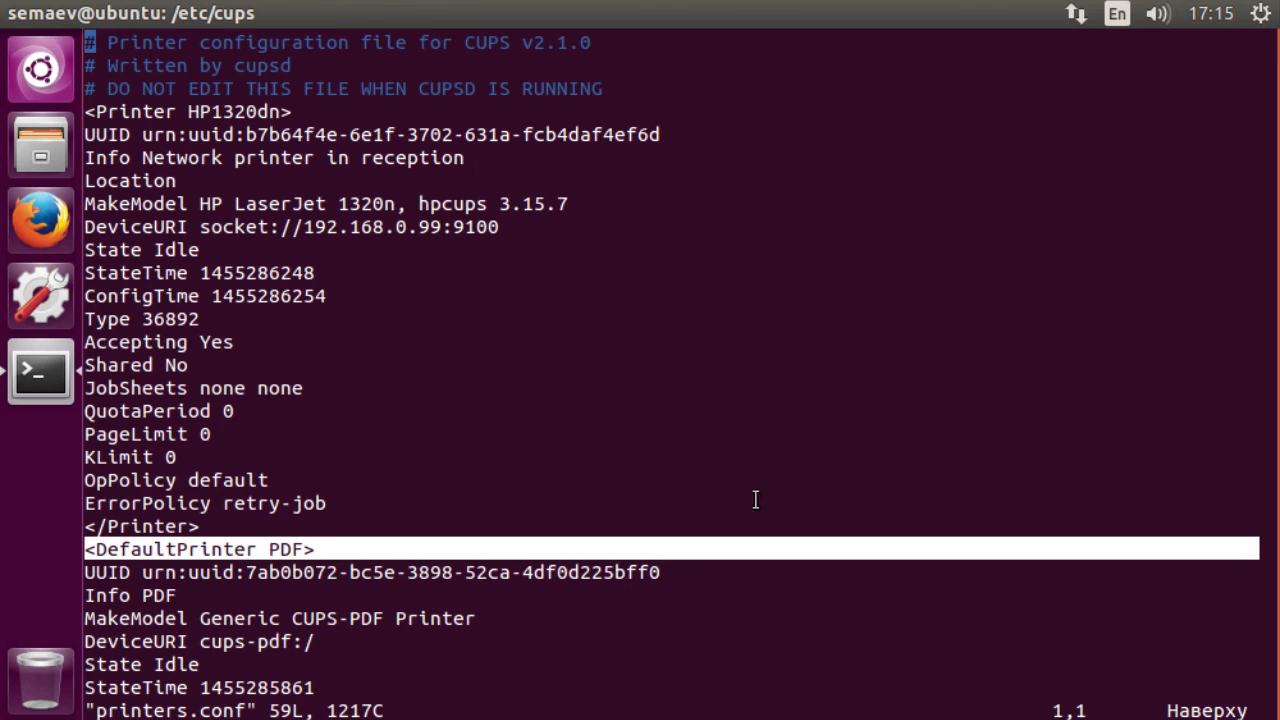 semaev@ubuntu: /etc/cups
En
17:15
# Printer configuration file for CUPS v2.1.0
# Written by cupsd
# DO NOT EDIT THIS FILE WHEN CUPSD IS RUNNING
<Printer HP1320dn>
UUID urn:uuid:b7b64f4e-6e1f-3702-631a-fcb4daf4ef6d
Info Network printer in reception
Location
MakeModel HP LaserJet 1320n, hpcups 3.15.7
DeviceURI socket://192.168.0.99:9100
State Idle
StateTime 1455286248
ConfigTime 1455286254
Type 36892
Accepting Yes
Shared No
JobSheets none none
QuotaPeriod 0
PageLimit 0
KLimit 0
OpPolicy default
ErrorPolicy retry-job
</Printer>
<DefaultPrinter PDF>
UUID urn:uuid:7ab0b072-bc5e-3898-52ca-4df0d225bff0
Info PDF
MakeModel Generic CUPS-PDF Printer
DeviceURI cups-pdf:/
State Idle
StateTime 1455285861
"printers.conf" 59L, 1217C 1,1 Наверху